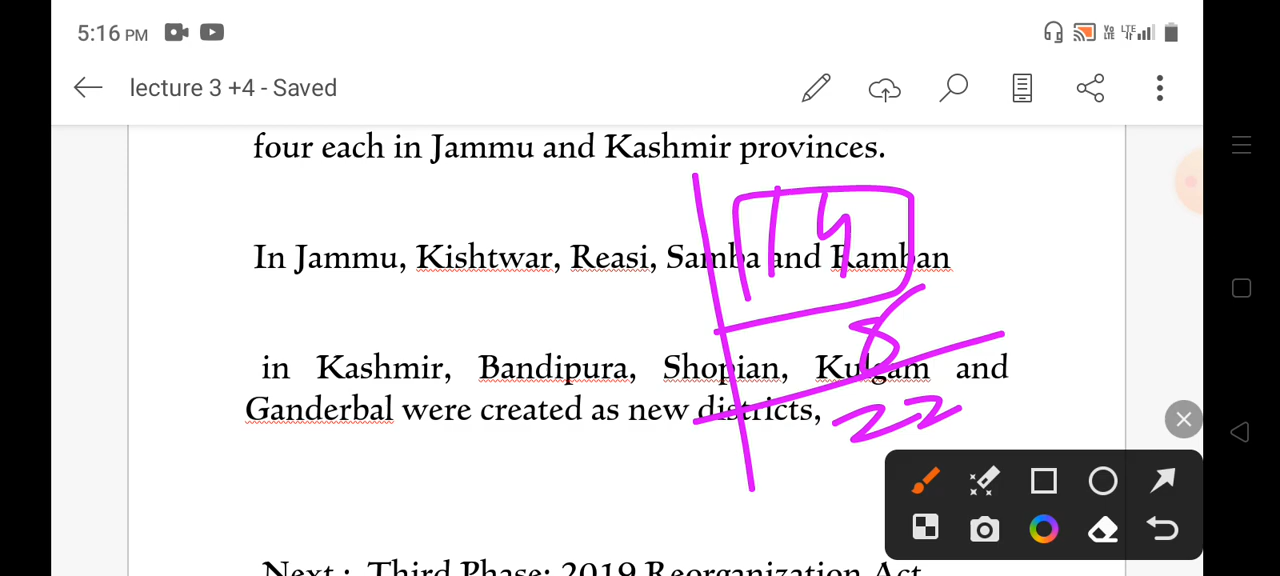 5:16 PM
lecture 3 +4 - Saved
four each in Jammu and Kashmir provinces.
14
In Jammu, Kishtwar, Reasi, Samba and Ramban
8
in Kashmir, Bandipura, Shopian, Kulgam and
Ganderbal were created as new districts,
22
Next : Third Phase: 2019 Reorganization Act